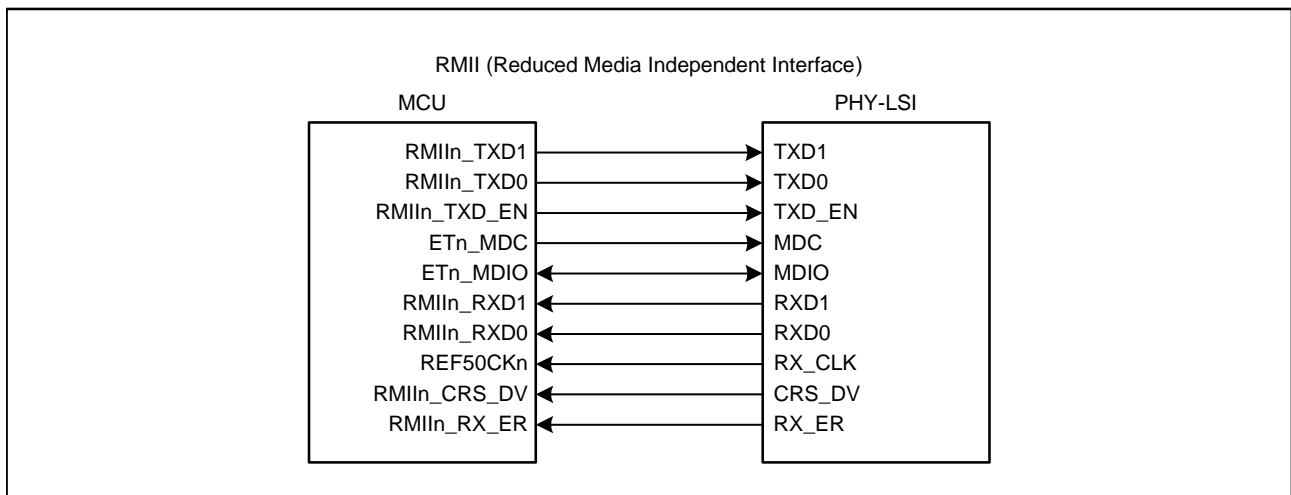 RMII (Reduced Media Independent Interface)
MCU PHY-LSI
RMIIn_TXD1 TXD1
RMIIn_TXD0 TXD0
RMIIn_TXD_EN TXD_EN
ETn_MDC MDC
ETn_MDIO MDIO
RMIIn_RXD1 RXD1
RMIIn_RXD0 RXD0
REF50CKn RX_CLK
RMIIn_CRS_DV CRS_DV
RMIIn_RX_ER RX_ER